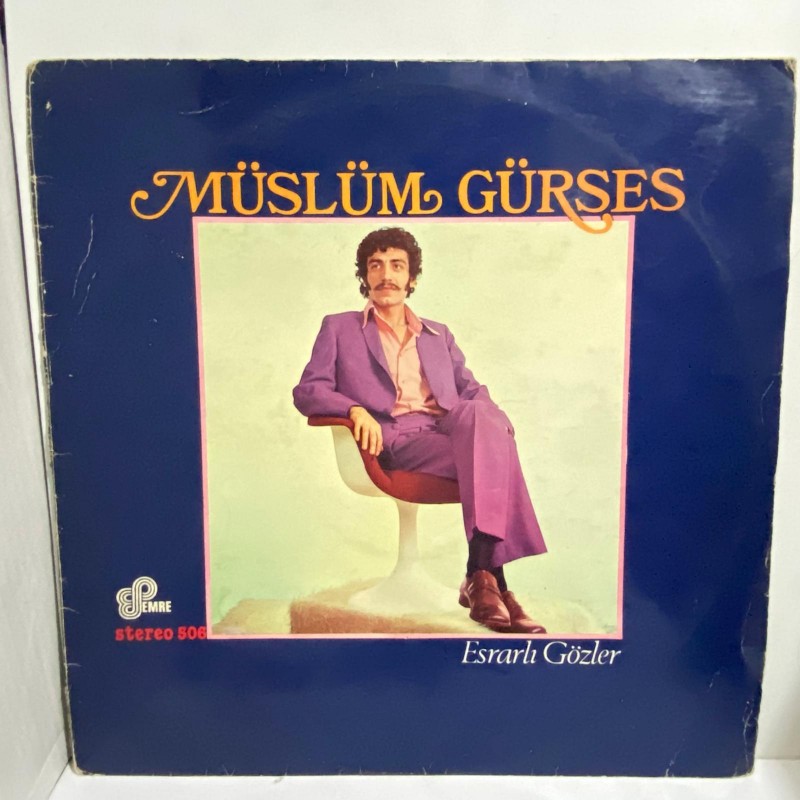 MÜSLÜM GÜRSES
EMRE
stereo 506
Esrarlı Gözler